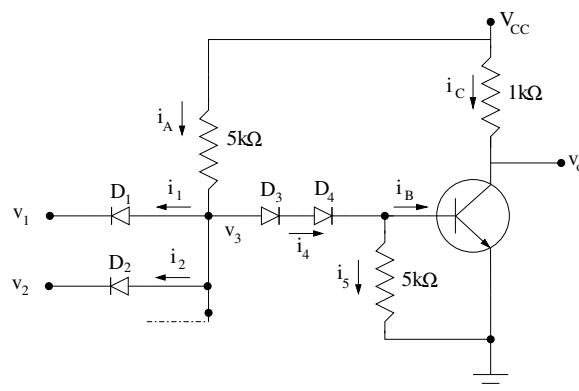 V_CC
i_C
1kΩ
i_A
5kΩ
v_o
D_1
i_1
D_3
D_4
i_B
v_1
v_3
i_4
D_2
i_2
v_2
i_5
5kΩ